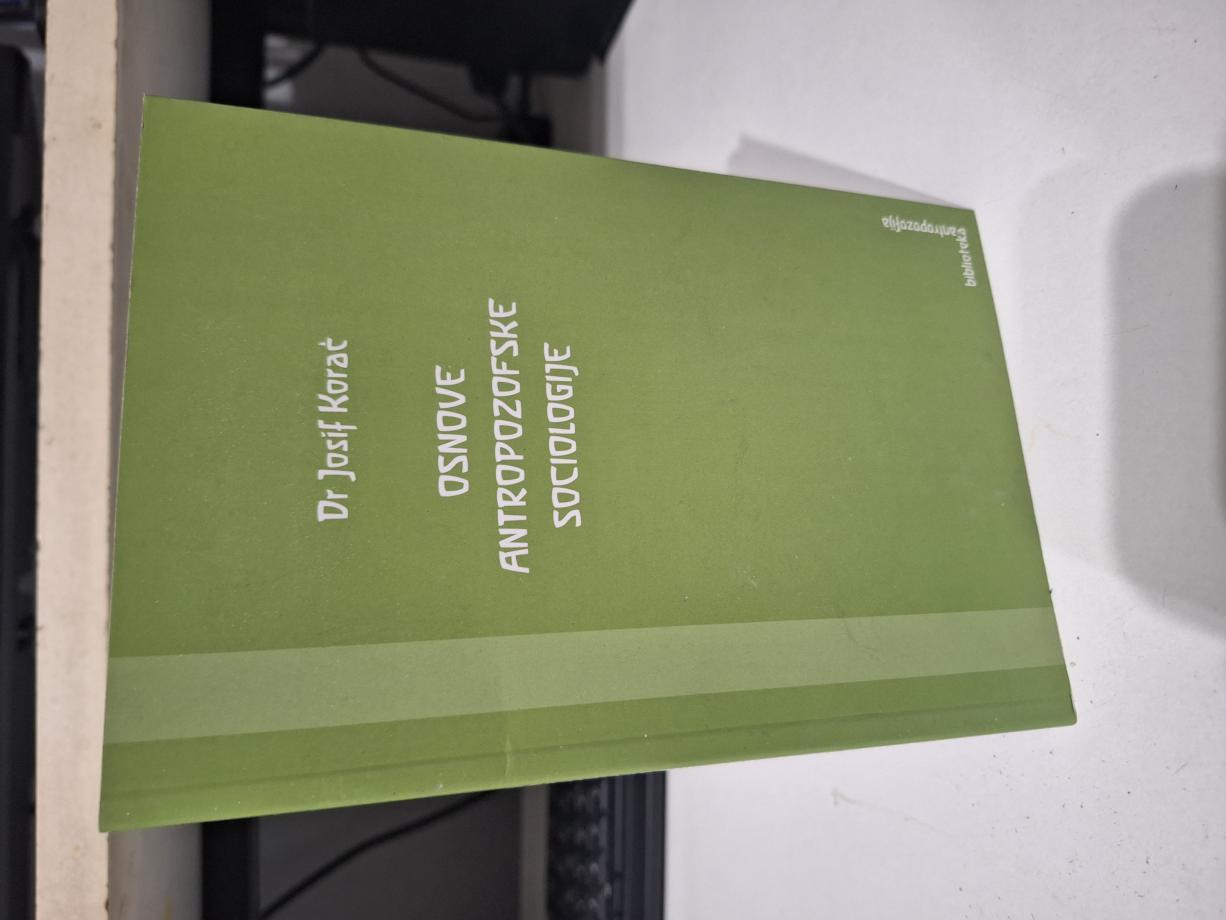 Dr Josif Korać
OSNOVE
ANTROPOZOFSKE
SOCIOLOGIJE
biblioteka
antropozofija